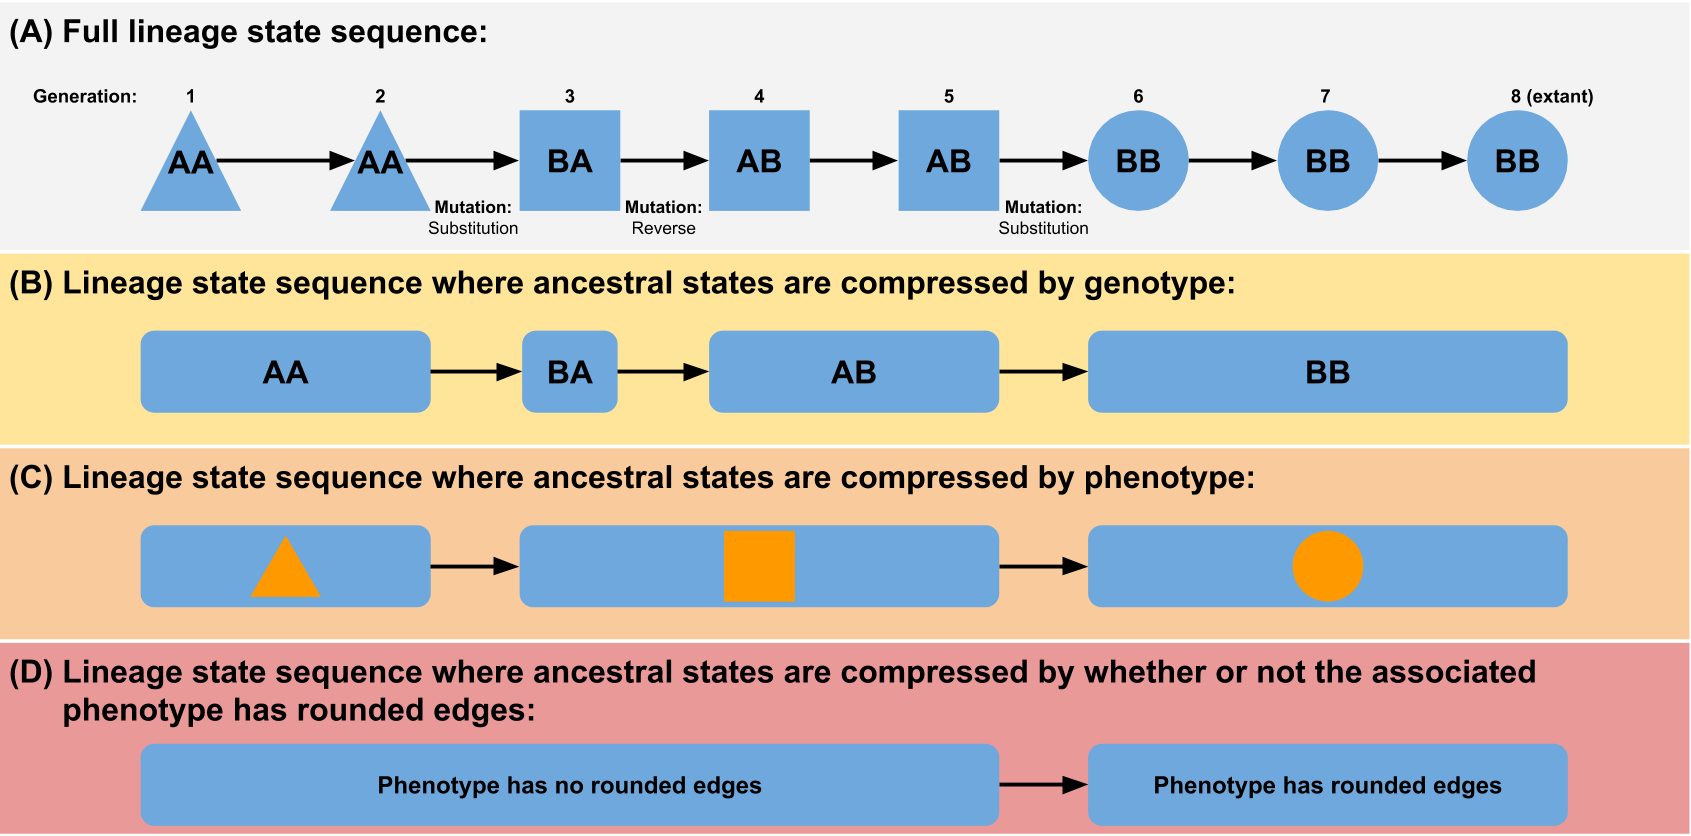 (A) Full lineage state sequence:
Generation: 1 2 3 4 5 6 7 8 (extant)
AA AA BA AB AB BB BB BB
Mutation: Mutation: Mutation:
Substitution Reverse Substitution
(B) Lineage state sequence where ancestral states are compressed by genotype:
AA BA AB BB
(C) Lineage state sequence where ancestral states are compressed by phenotype:
(D) Lineage state sequence where ancestral states are compressed by whether or not the associated
phenotype has rounded edges:
Phenotype has no rounded edges Phenotype has rounded edges